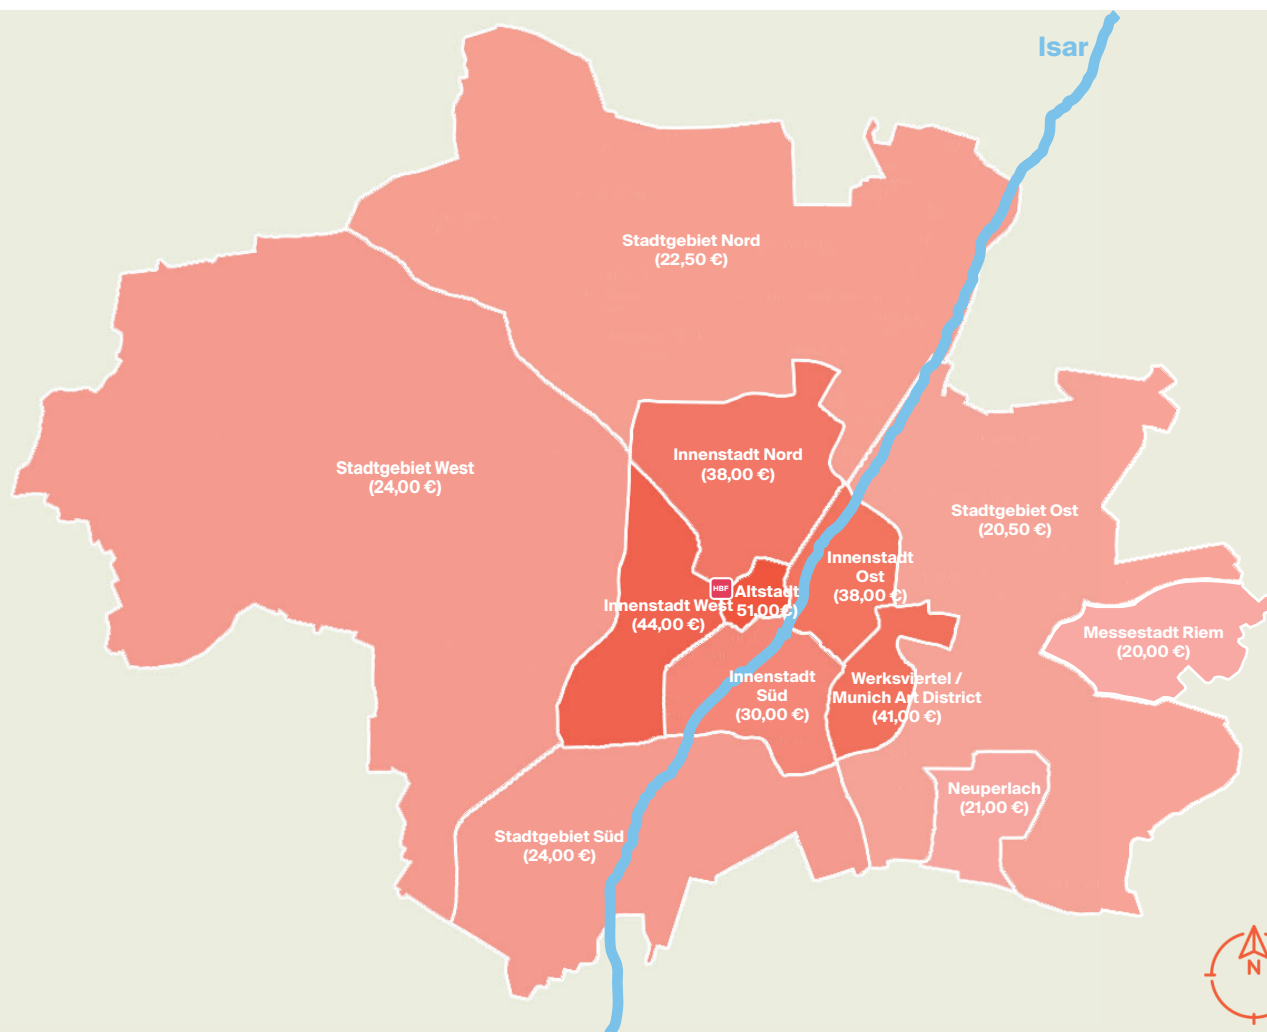 Isar
Stadtgebiet Nord
(22,50 €)
Innenstadt Nord
(38,00 €)
Stadtgebiet West
(24,00 €)
Stadtgebiet Ost
(20,50 €)
Innenstadt
Ost
(38,00 €)
HBF
Altstadt
51,00€)
Innenstadt West
(44,00 €)
Messestadt Riem
(20,00 €)
Innenstadt
Süd
(30,00 €)
Werksviertel /
Munich Art District
(41,00 €)
Neuperlach
(21,00 €)
Stadtgebiet Süd
(24,00 €)
N